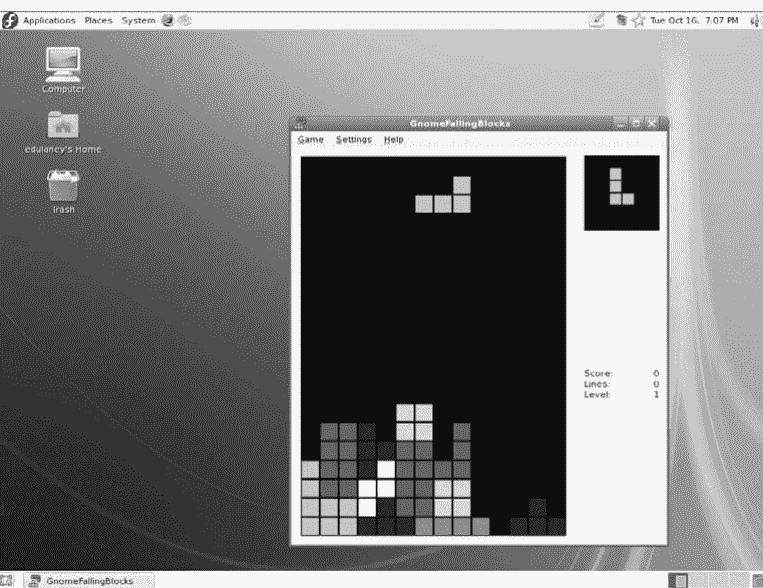 Applications Places System
Tue Oct 16, 7:07 PM
Computer
edulaney's Home
Trash
GnomeFallingBlocks
Game Settings Help
Score: 0
Lines: 0
Level: 1
GnomeFallingBlocks